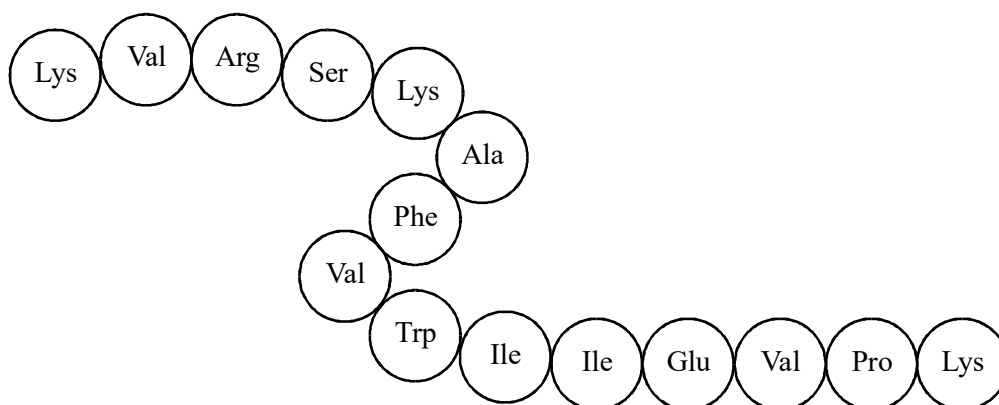 Lys Val Arg Ser Lys
Ala
Phe
Val
Trp
Ile Ile Glu Val Pro Lys